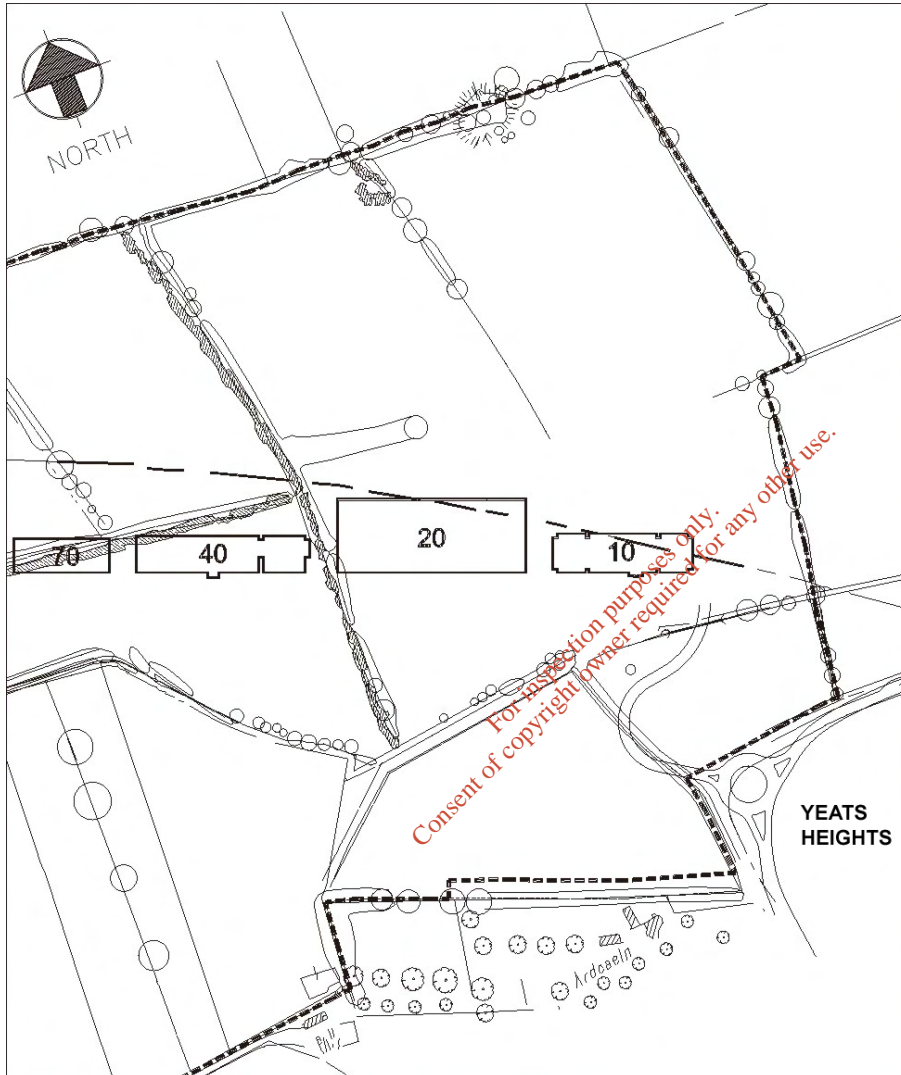 NORTH
70
40
20
10
For inspection purposes only.
Consent of copyright owner required for any other use.
YEATS
HEIGHTS